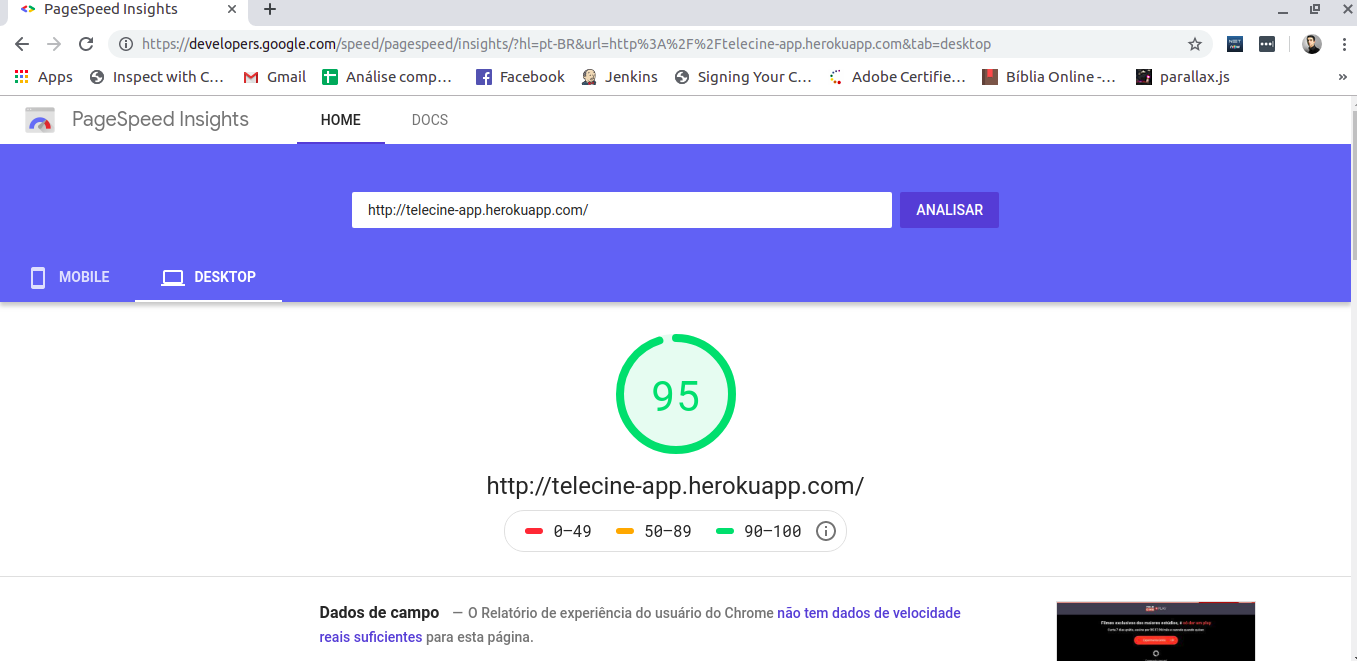 PageSpeed Insights
https://developers.google.com/speed/pagespeed/insights/?hl=pt-BR&url=http%3A%2F%2Ftelecine-app.herokuapp.com&tab=desktop
Apps Inspect with C... Gmail Análise comp... Facebook Jenkins Signing Your C... Adobe Certifie... Bíblia Online -... parallax.js »
PageSpeed Insights HOME DOCS
http://telecine-app.herokuapp.com/ ANALISAR
MOBILE DESKTOP
95
http://telecine-app.herokuapp.com/
0–49 50–89 90–100
Dados de campo — O Relatório de experiência do usuário do Chrome não tem dados de velocidade
reais suficientes para esta página.